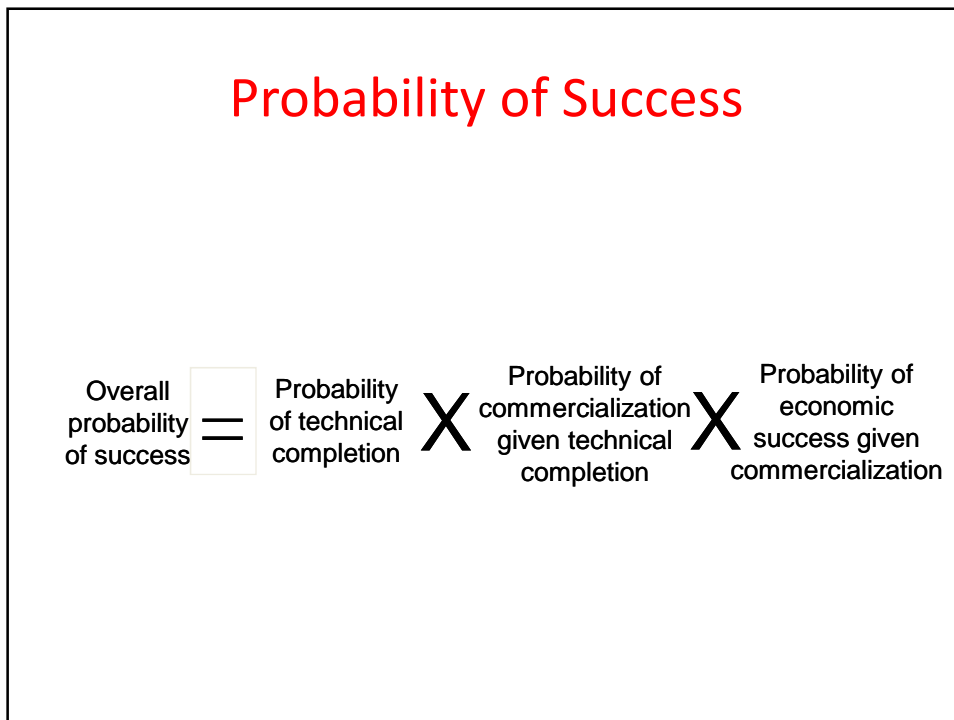 Probability of Success
Overall
probability
of success
=
Probability
of technical
completion
X
Probability of
commercialization
given technical
completion
X
Probability of
economic
success given
commercialization